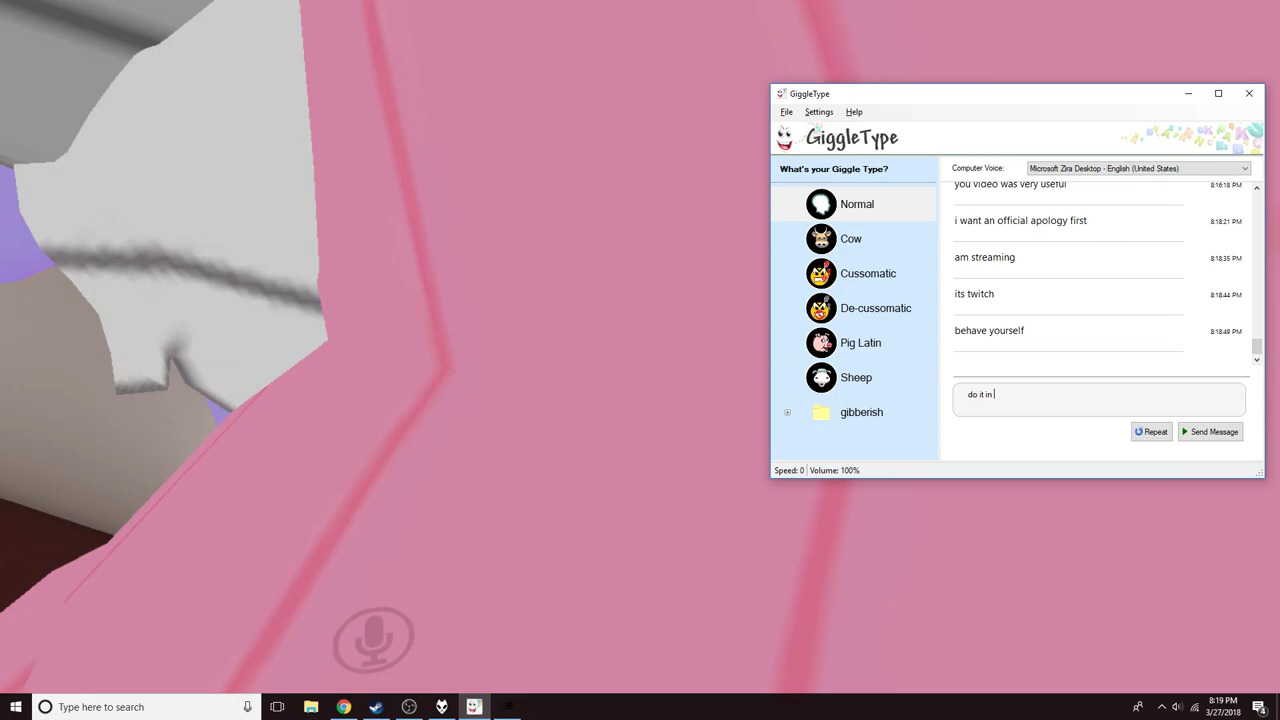 GiggleType
File Settings Help
GiggleType
What's your Giggle Type?
Computer Voice: Microsoft Zira Desktop - English (United States)
Normal
Cow
Cussomatic
De-cussomatic
Pig Latin
Sheep
gibberish
you video was very useful 8:16:18 PM
i want an official apology first 8:18:21 PM
am streaming 8:18:35 PM
its twitch 8:18:44 PM
behave yourself 8:18:49 PM
do it in
Repeat Send Message
Speed: 0 Volume: 100%
Type here to search
8:19 PM
3/27/2018
4